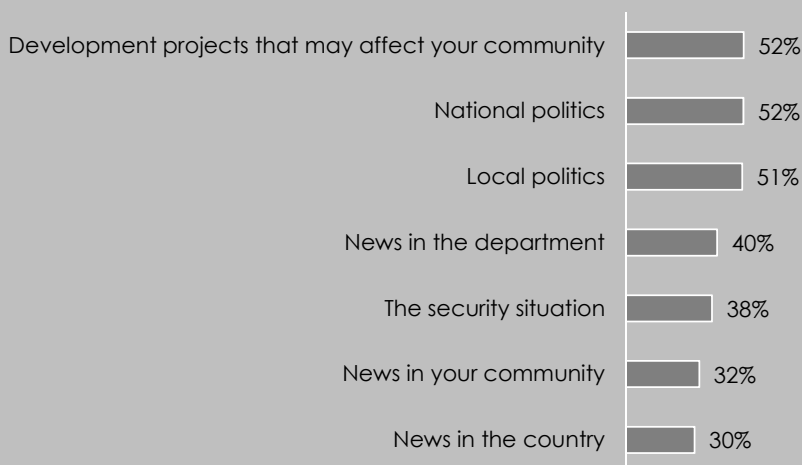 Development projects that may affect your community 52%
National politics 52%
Local politics 51%
News in the department 40%
The security situation 38%
News in your community 32%
News in the country 30%